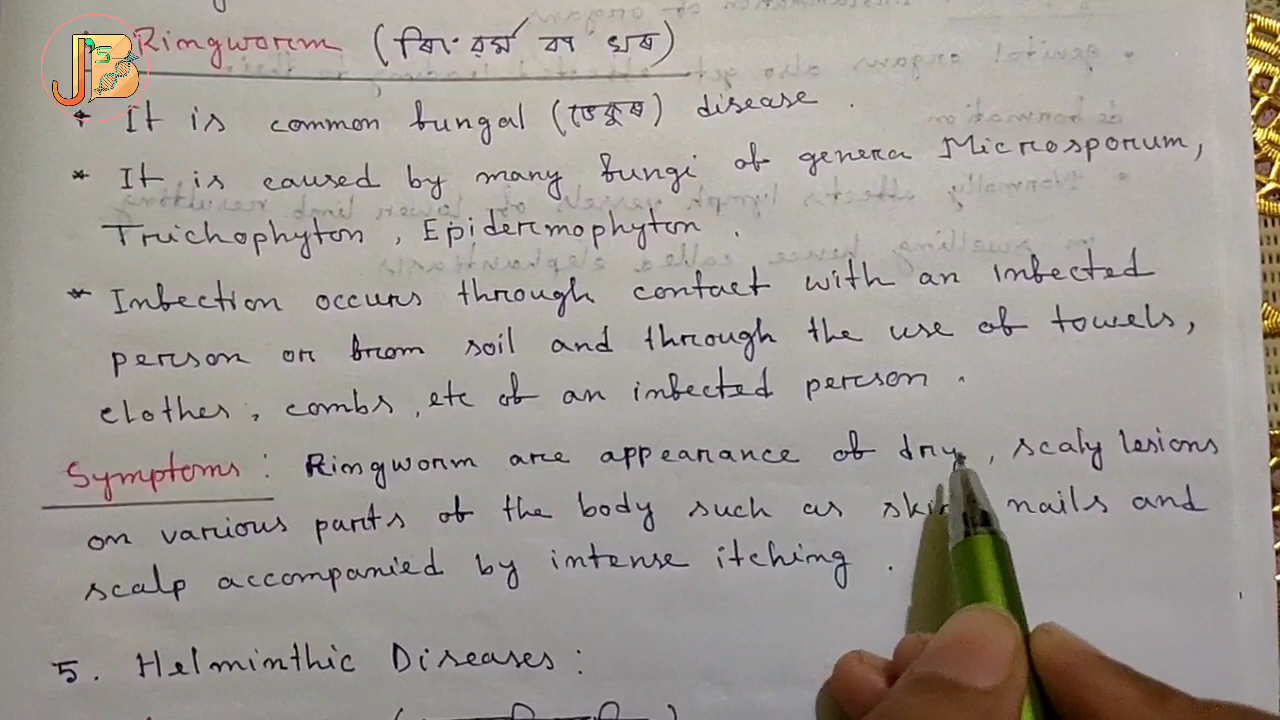 Ringworm (ৰিং ৱৰ্ম বা খৰ)
* It is common fungal (ভেকুৰ) disease.
* It is caused by many fungi of genera Microsporum,
Trichophyton, Epidermophyton.
* Infection occurs through contact with an infected
person or from soil and through the use of towels,
clothes, combs, etc of an infected person.
Symptoms: Ringworm are appearance of dry, scaly lesions
on various parts of the body such as skin nails and
scalp accompanied by intense itching.
5. Helminthic Diseases: